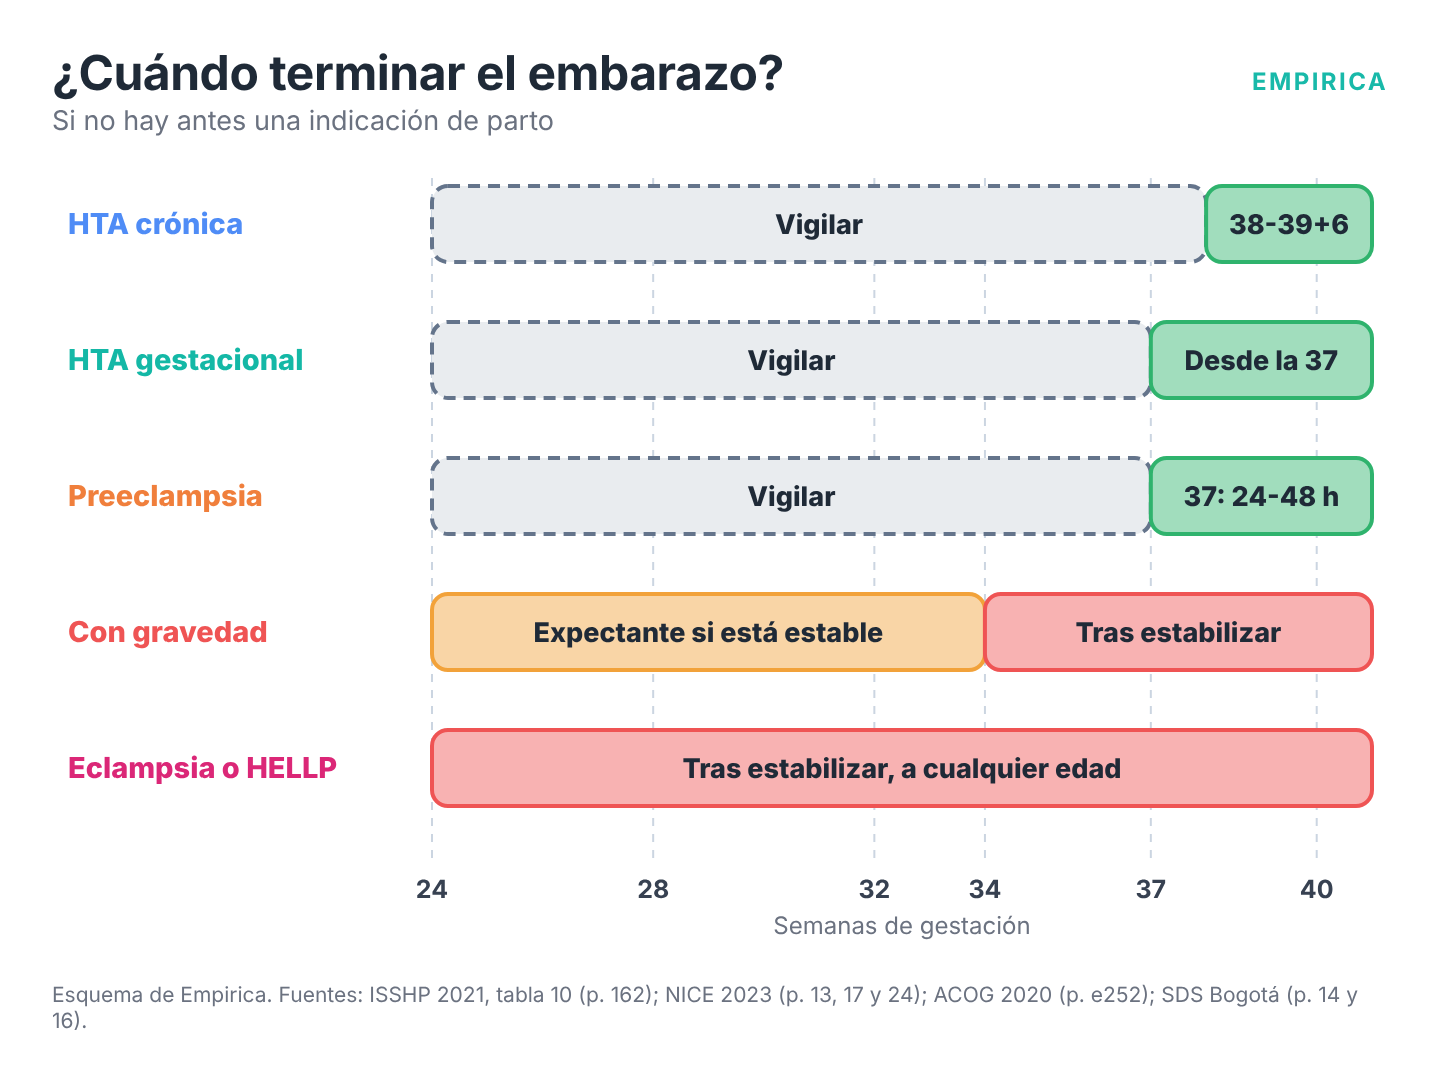 ¿Cuándo terminar el embarazo?
EMPIRICA
Si no hay antes una indicación de parto
HTA crónica
Vigilar
38-39+6
HTA gestacional
Vigilar
Desde la 37
Preeclampsia
Vigilar
37: 24-48 h
Con gravedad
Expectante si está estable
Tras estabilizar
Eclampsia o HELLP
Tras estabilizar, a cualquier edad
24 28 32 34 37 40
Semanas de gestación
Esquema de Empirica. Fuentes: ISSHP 2021, tabla 10 (p. 162); NICE 2023 (p. 13, 17 y 24); ACOG 2020 (p. e252); SDS Bogotá (p. 14 y
16).